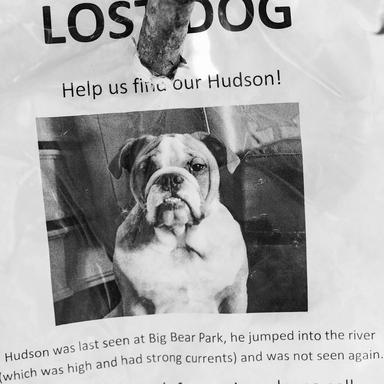 LOST DOG
Help us find our Hudson!
Hudson was last seen at Big Bear Park, he jumped into the river
(which was high and had strong currents) and was not seen again.